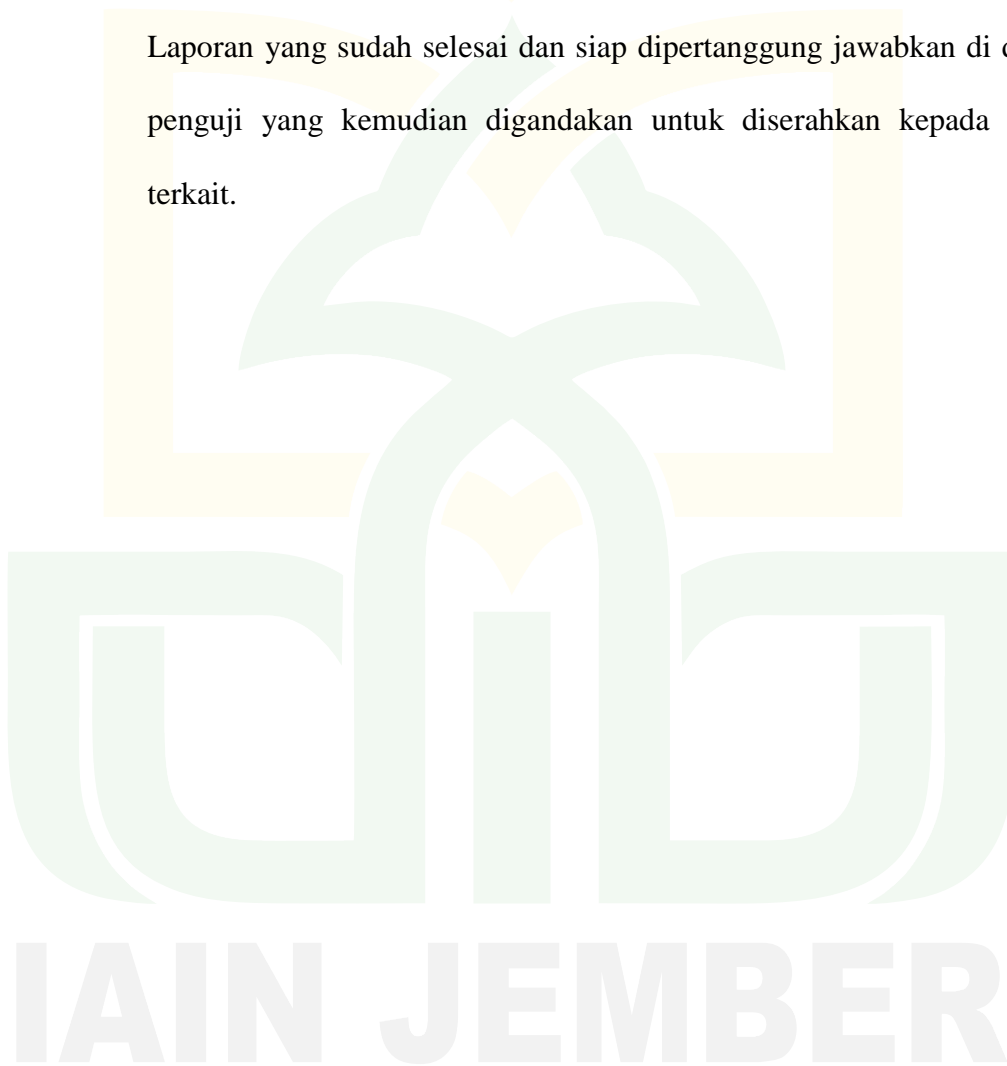 Laporan yang sudah selesai dan siap dipertanggung jawabkan di
penguji yang kemudian digandakan untuk diserahkan kepada
terkait.
IAIN JEMBER